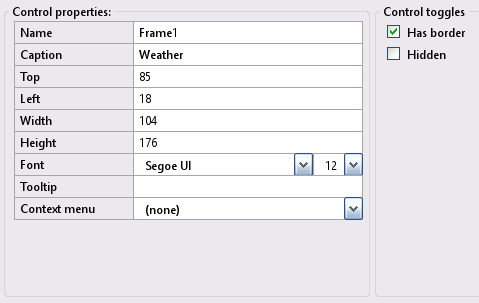 Control properties:
Name Frame1
Caption Weather
Top 85
Left 18
Width 104
Height 176
Font Segoe UI 12
Tooltip
Context menu (none)
Control toggles
Has border
Hidden